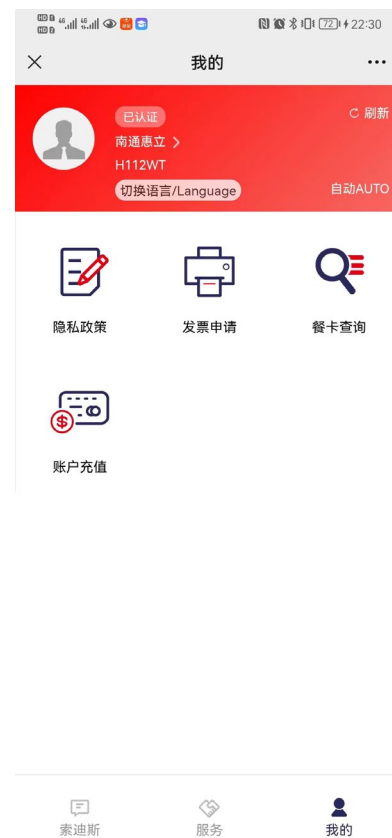 22:30
72
我的
已认证
刷新
南通惠立
H112WT
切换语言/Language
自动AUTO
隐私政策
发票申请
餐卡查询
账户充值
索迪斯
服务
我的